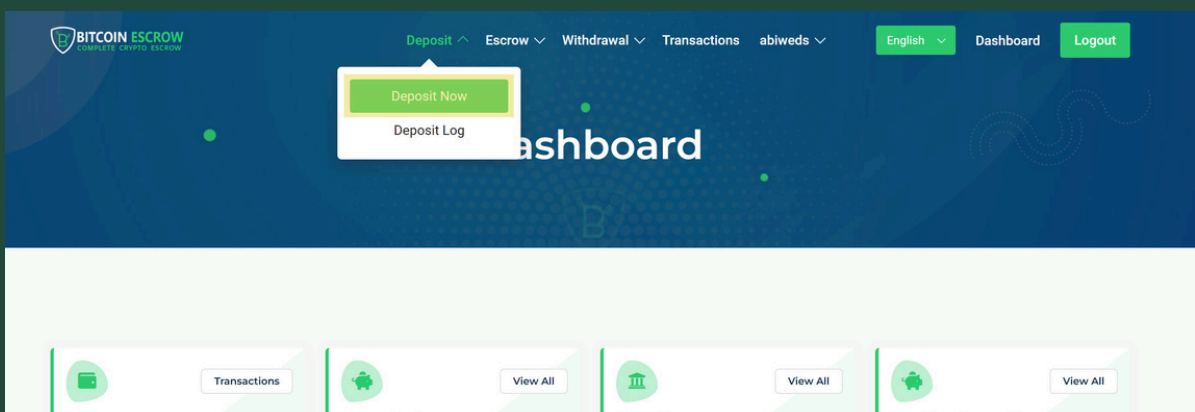 BITCOIN ESCROW
COMPLETE CRYPTO ESCROW
Deposit Escrow Withdrawal Transactions abiweds English Dashboard Logout
Deposit Now
Deposit Log
ashboard
Transactions View All View All View All